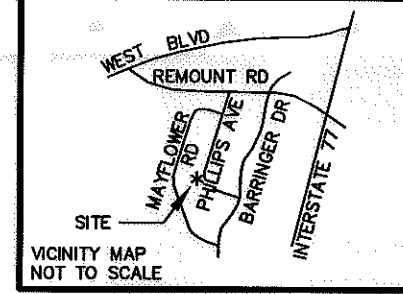 WEST BLVD
REMOUNT RD
MAYFLOWER RD
PHILLIPS AVE
BARRINGER DR
INTERSTATE 77
SITE
VICINITY MAP
NOT TO SCALE